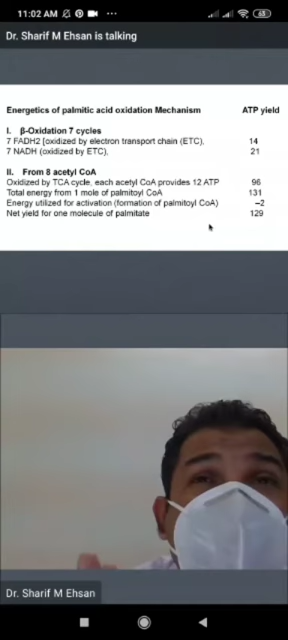 11:02 AM
65
Dr. Sharif M Ehsan is talking
Energetics of palmitic acid oxidation Mechanism ATP yield
I. β-Oxidation 7 cycles
7 FADH2 [oxidized by electron transport chain (ETC), 14
7 NADH (oxidized by ETC), 21
II. From 8 acetyl CoA
Oxidized by TCA cycle, each acetyl CoA provides 12 ATP 96
Total energy from 1 mole of palmitoyl CoA 131
Energy utilized for activation (formation of palmitoyl CoA) –2
Net yield for one molecule of palmitate 129
Dr. Sharif M Ehsan